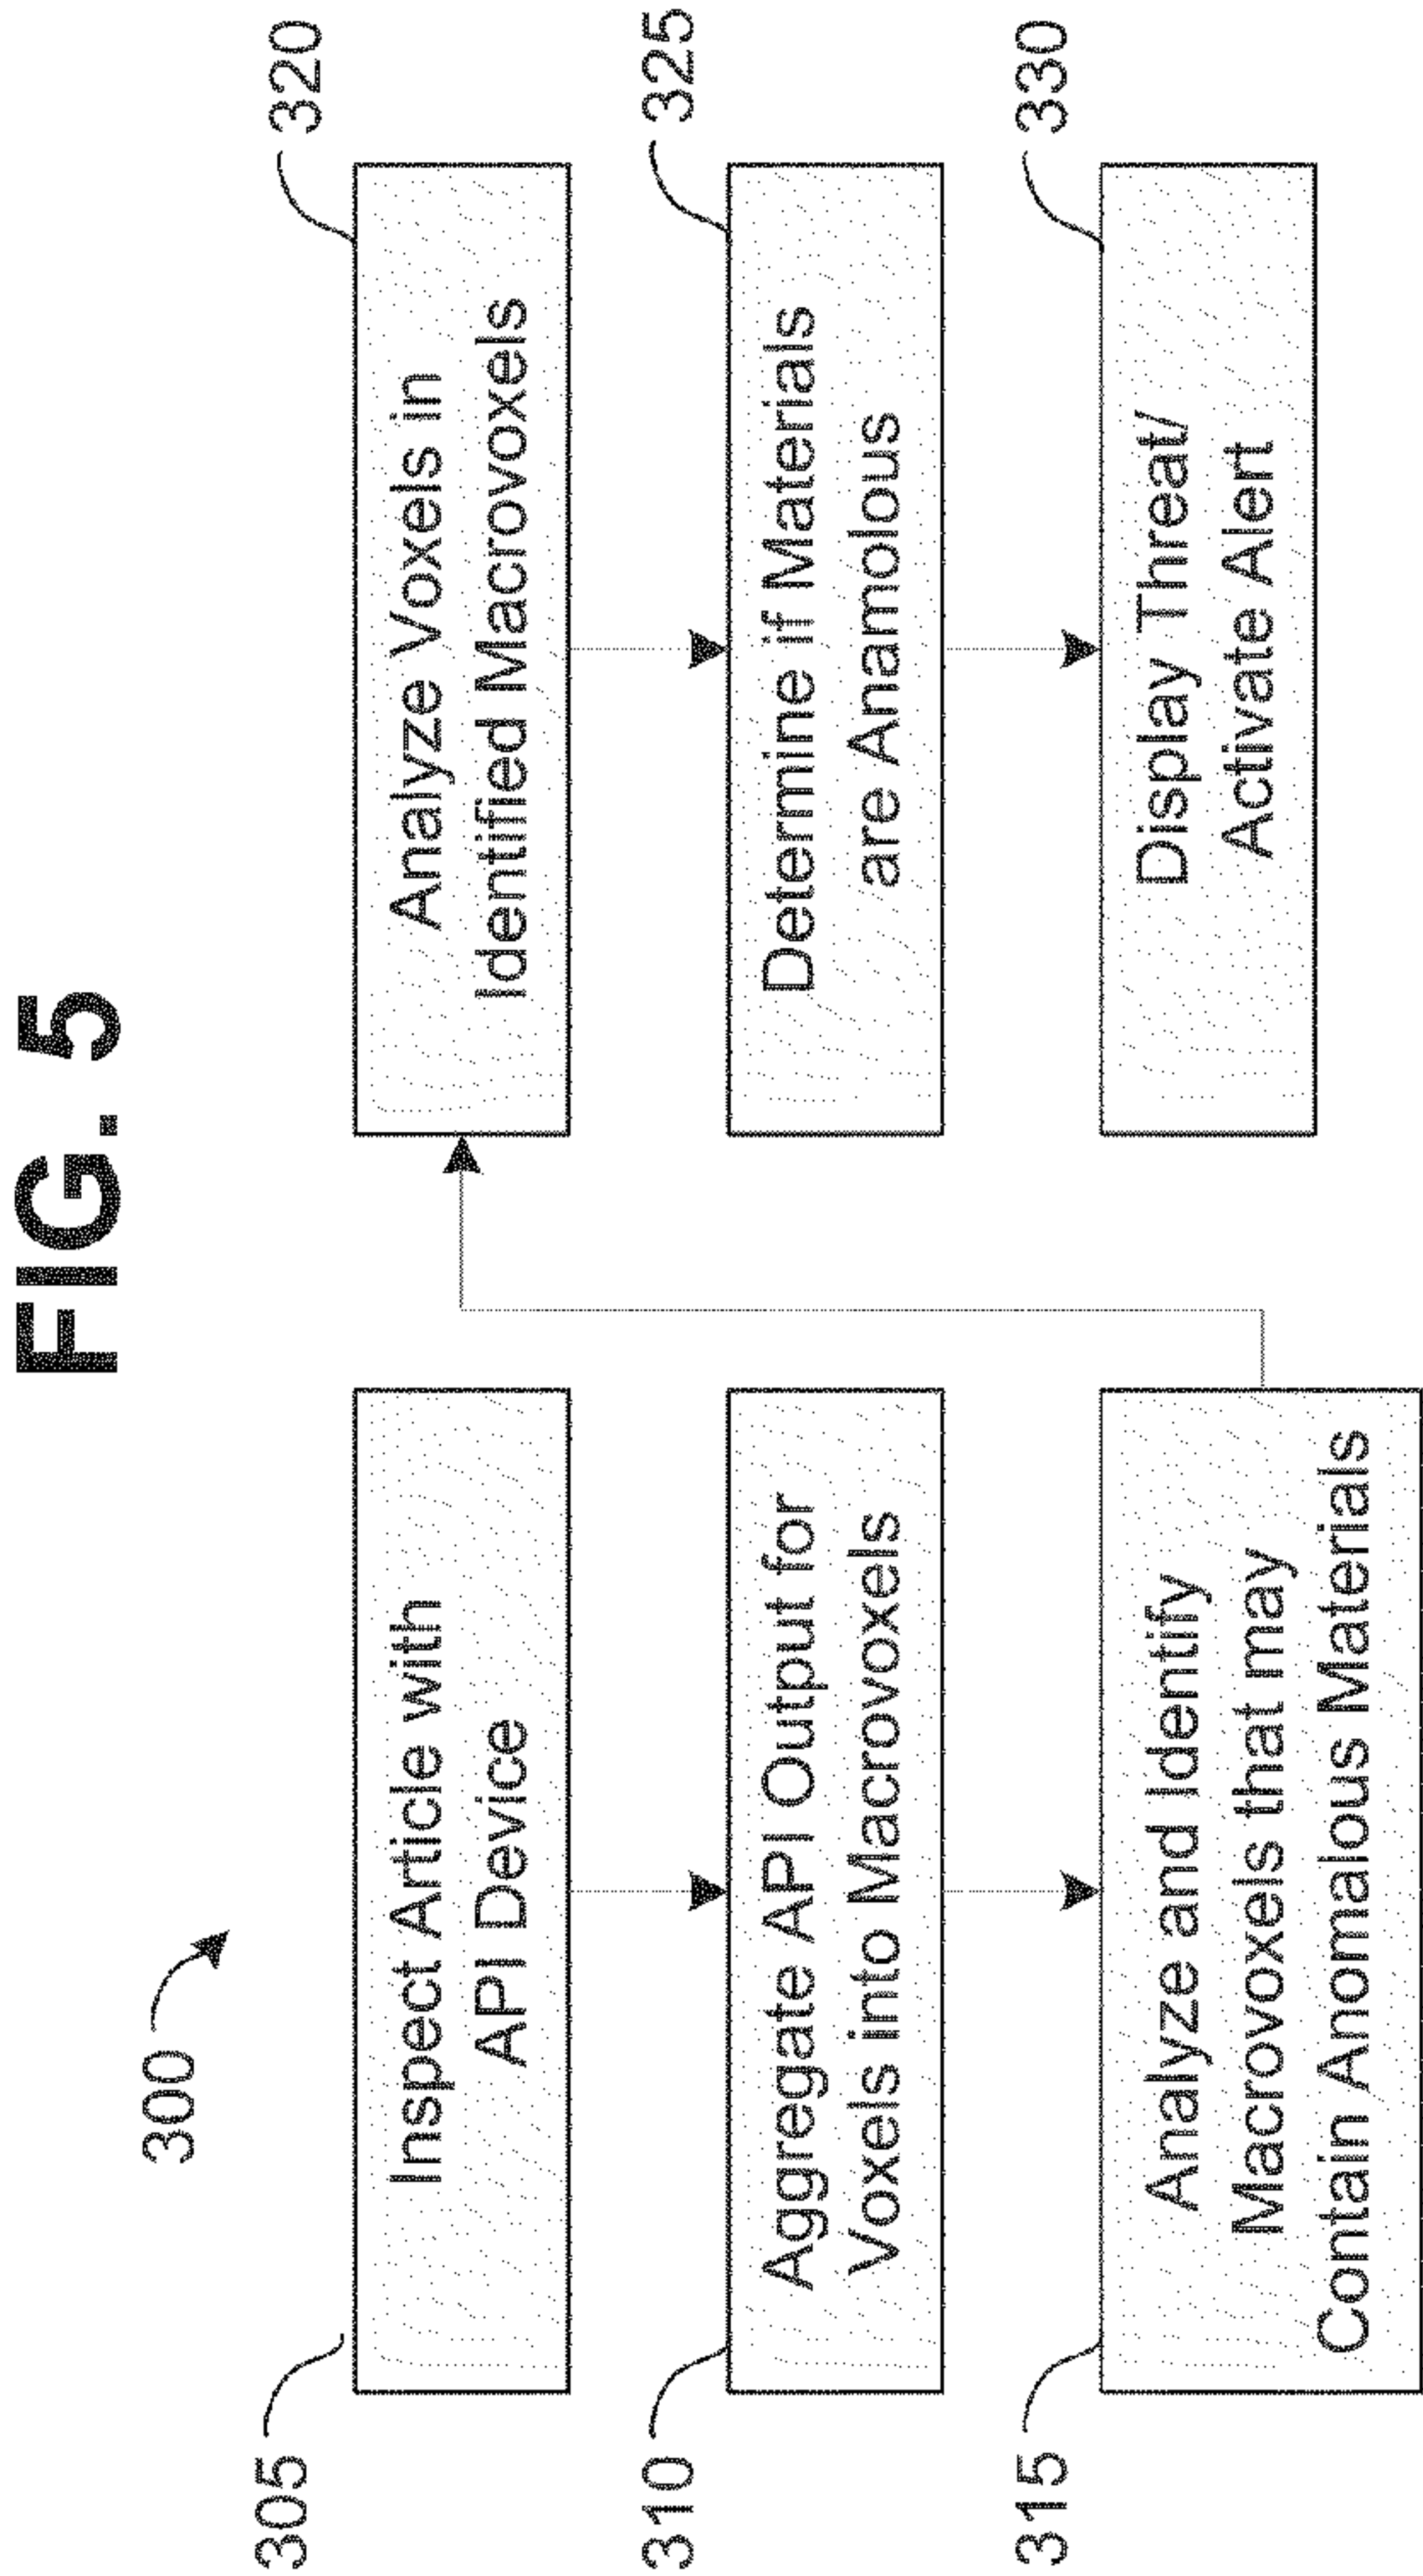 FIG. 5
300
305
Inspect Article with
API Device
310
Aggregate API Output for
Voxels into Macrovoxels
315
Analyze and Identify
Macrovoxels that may
Contain Anomalous Materials
320
Analyze Voxels in
Identified Macrovoxels
325
Determine if Materials
are Anamolous
330
Display Threat/
Activate Alert